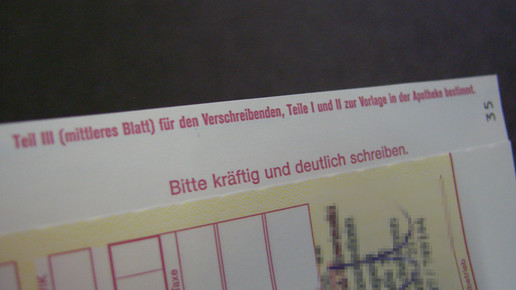 Teil III (mittleres Blatt) für den Verschreibenden, Teile I und II zur Vorlage in der Apotheke bestimmt.
35
Bitte kräftig und deutlich schreiben.